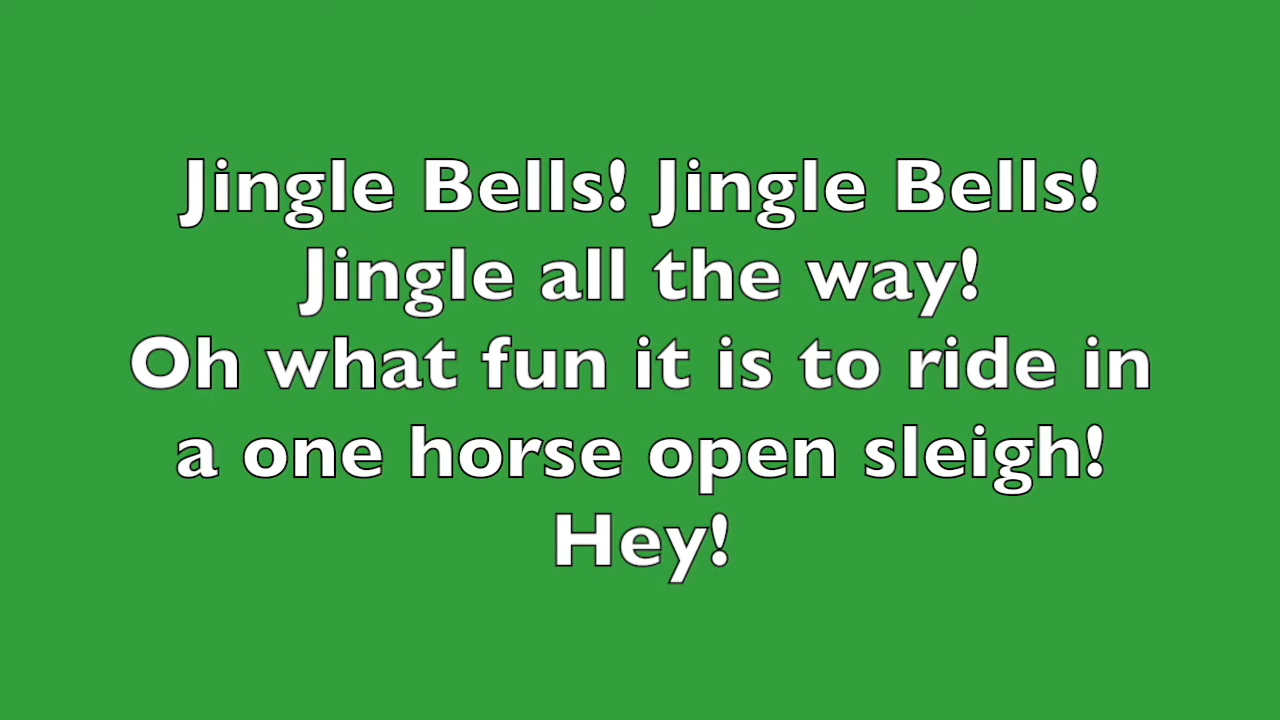 Jingle Bells! Jingle Bells!
Jingle all the way!
Oh what fun it is to ride in
a one horse open sleigh!
Hey!